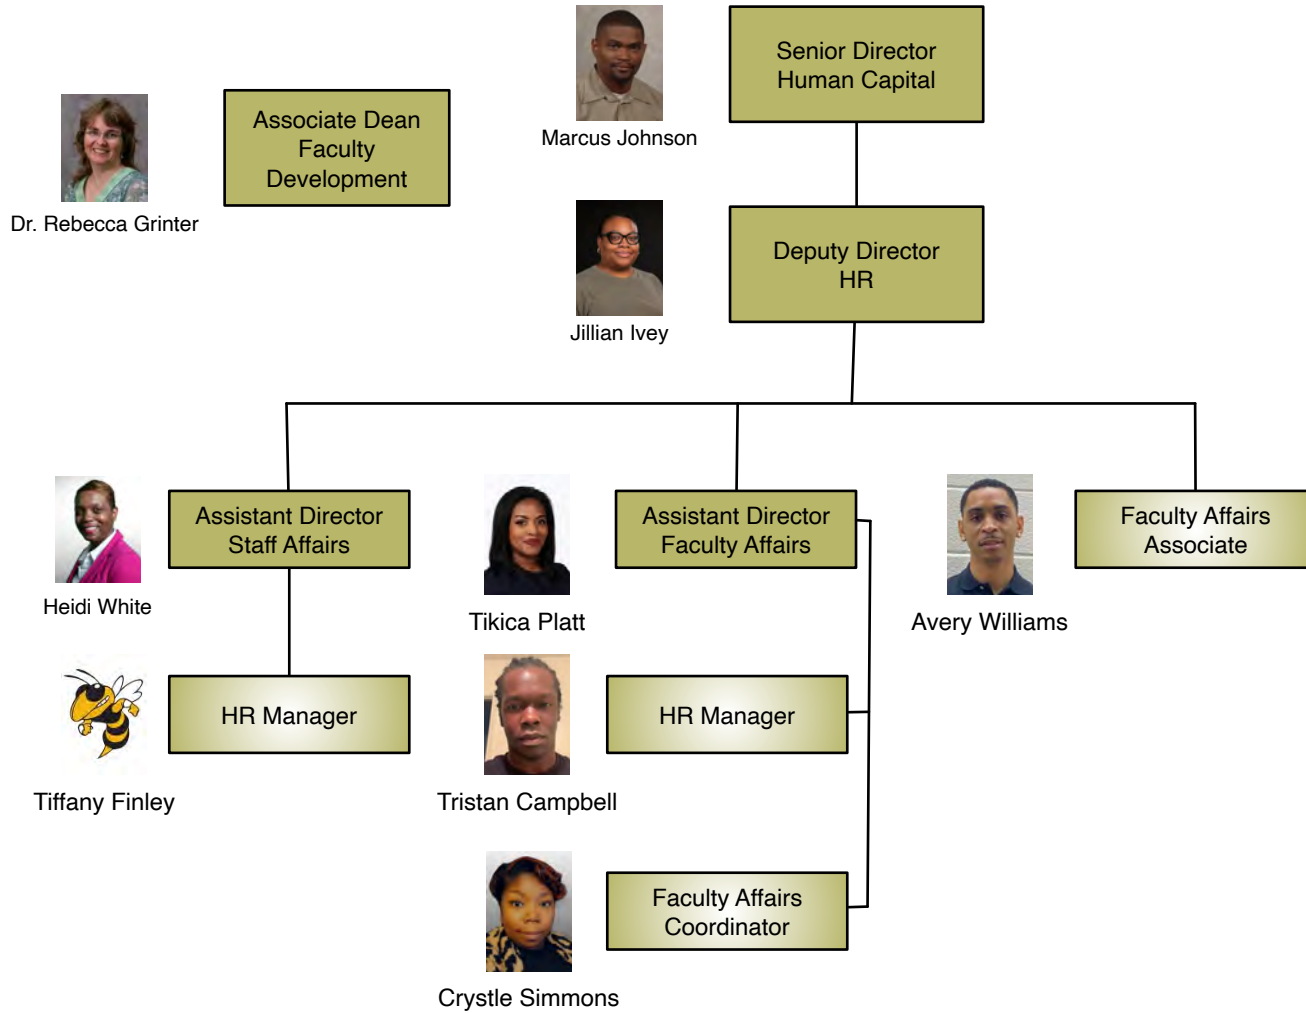 Senior Director
Human Capital
Marcus Johnson
Associate Dean
Faculty
Development
Dr. Rebecca Grinter
Deputy Director
HR
Jillian Ivey
Assistant Director
Staff Affairs
Heidi White
Assistant Director
Faculty Affairs
Tikica Platt
Faculty Affairs
Associate
Avery Williams
HR Manager
Tiffany Finley
HR Manager
Tristan Campbell
Faculty Affairs
Coordinator
Crystle Simmons